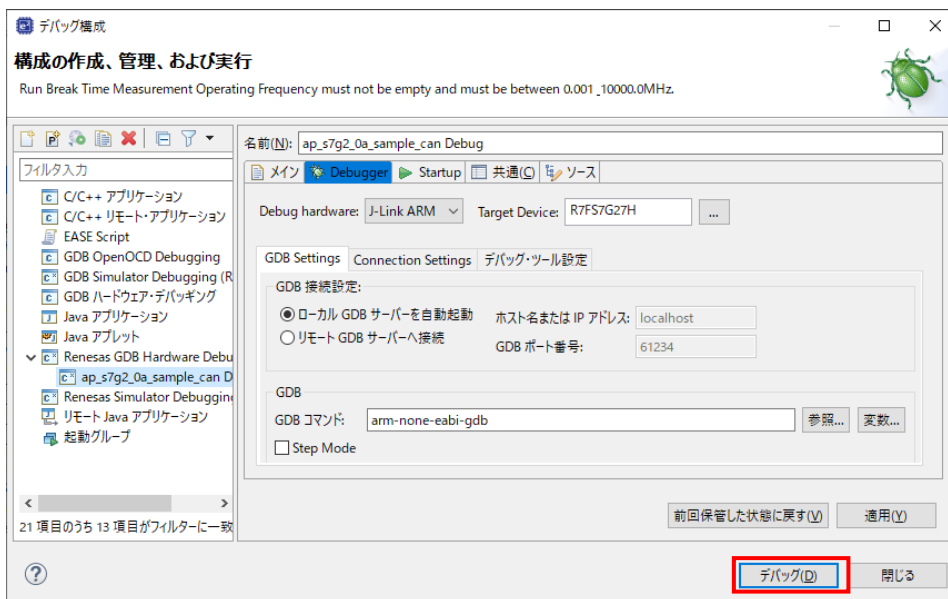 デバッグ構成
構成の作成、管理、および実行
Run Break Time Measurement Operating Frequency must not be empty and must be between 0.001 _10000.0MHz.
フィルタ入力
C/C++ アプリケーション
C/C++ リモート・アプリケーション
EASE Script
GDB OpenOCD Debugging
GDB Simulator Debugging (R
GDB ハードウェア・デバッギング
Java アプリケーション
Java アプレット
Renesas GDB Hardware Debu
ap_s7g2_0a_sample_can D
Renesas Simulator Debuggin
リモート Java アプリケーション
起動グループ
21 項目のうち 13 項目がフィルターに一致
名前(N): ap_s7g2_0a_sample_can Debug
メイン Debugger Startup 共通(C) ソース
Debug hardware: J-Link ARM Target Device: R7FS7G27H ...
GDB Settings Connection Settings デバッグ・ツール設定
GDB 接続設定:
ローカル GDB サーバーを自動起動 ホスト名または IP アドレス: localhost
リモート GDB サーバーへ接続 GDB ポート番号: 61234
GDB
GDB コマンド: arm-none-eabi-gdb 参照... 変数...
Step Mode
前回保管した状態に戻す(V) 適用(Y)
? デバッグ(D) 閉じる